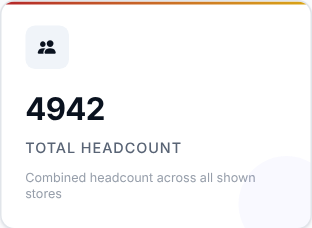 4942
TOTAL HEADCOUNT
Combined headcount across all shown
stores